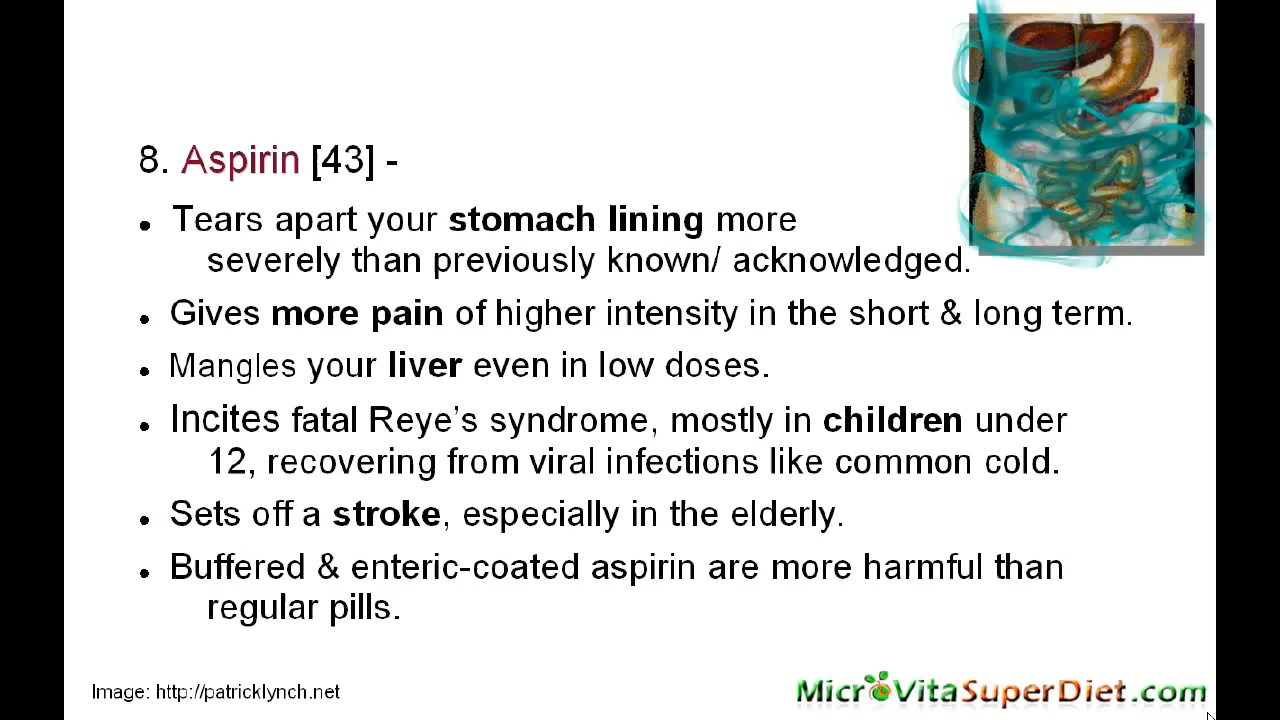 8. Aspirin [43] -
• Tears apart your stomach lining more
severely than previously known/ acknowledged.
• Gives more pain of higher intensity in the short & long term.
• Mangles your liver even in low doses.
• Incites fatal Reye’s syndrome, mostly in children under
12, recovering from viral infections like common cold.
• Sets off a stroke, especially in the elderly.
• Buffered & enteric-coated aspirin are more harmful than
regular pills.
Image: http://patricklynch.net
MicroVitaSuperDiet.com